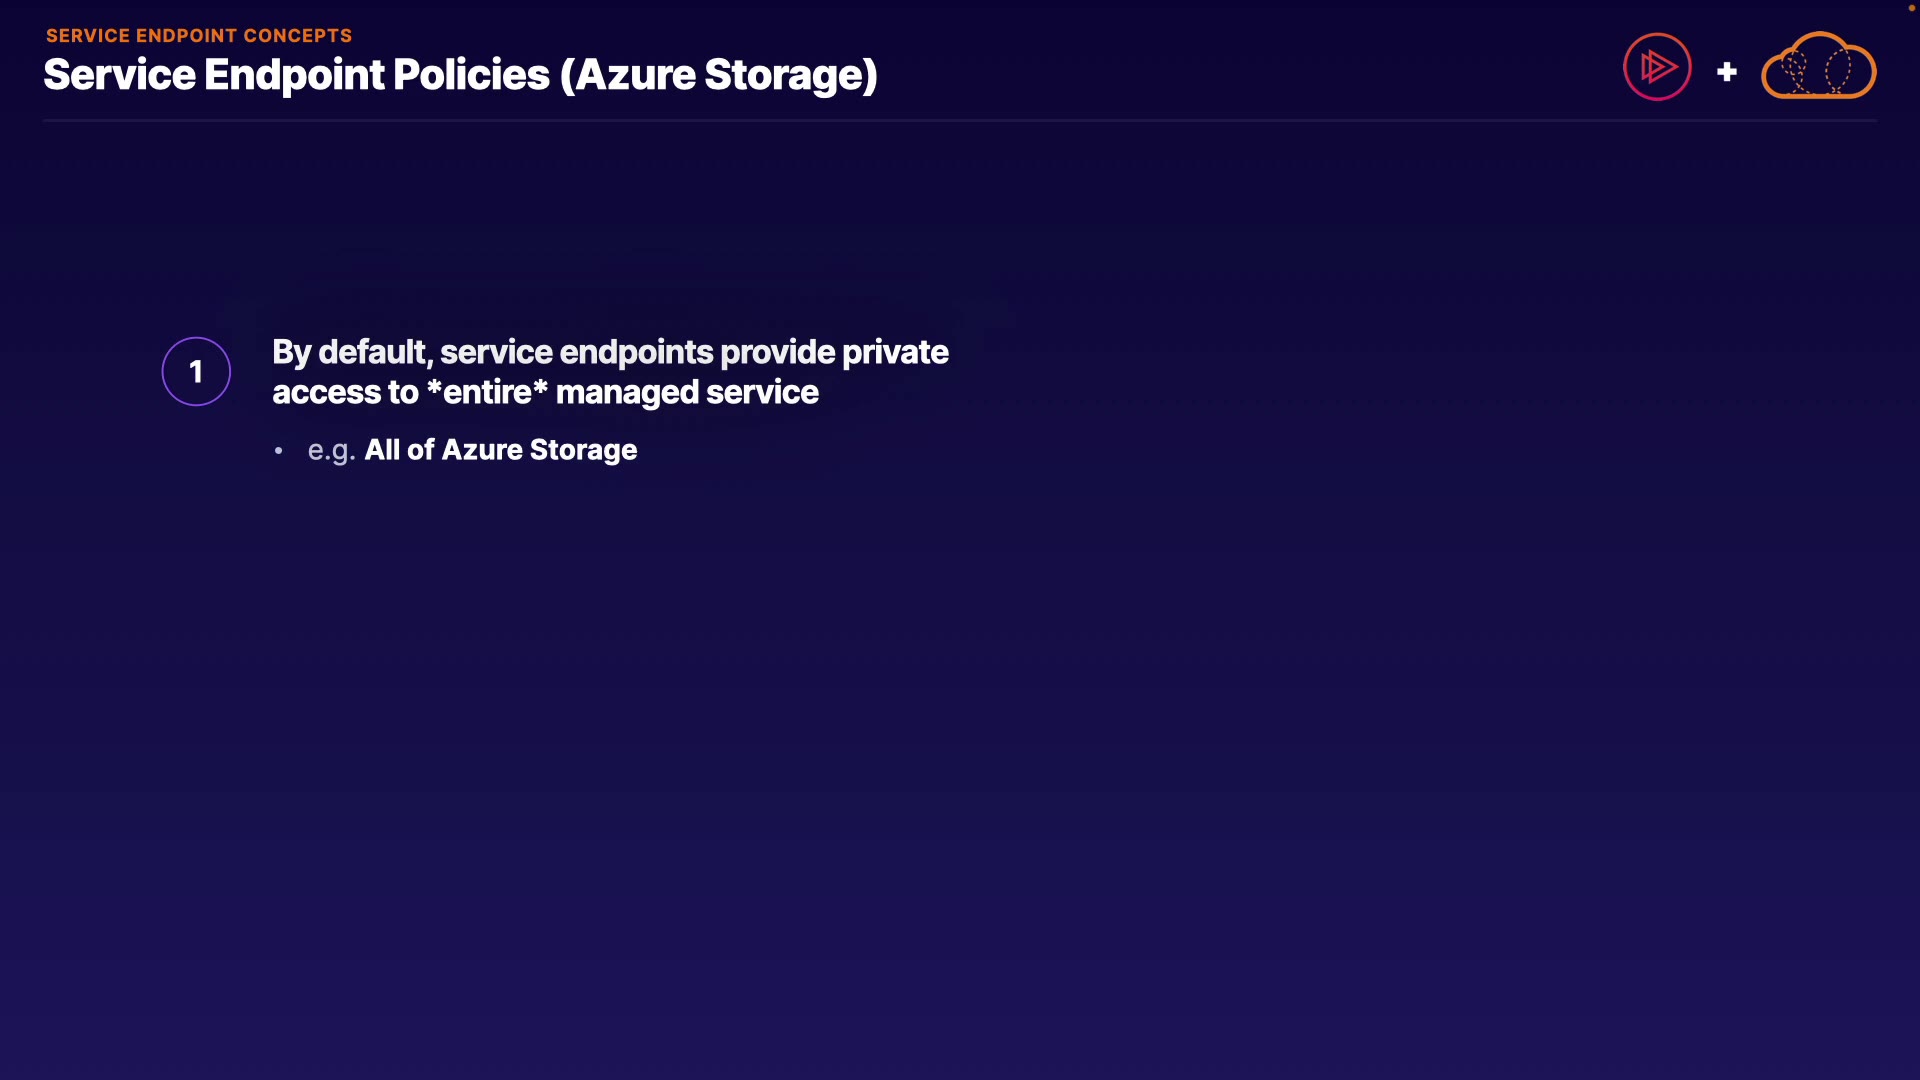 SERVICE ENDPOINT CONCEPTS
Service Endpoint Policies (Azure Storage)
+
1
By default, service endpoints provide private
access to *entire* managed service
• e.g. All of Azure Storage